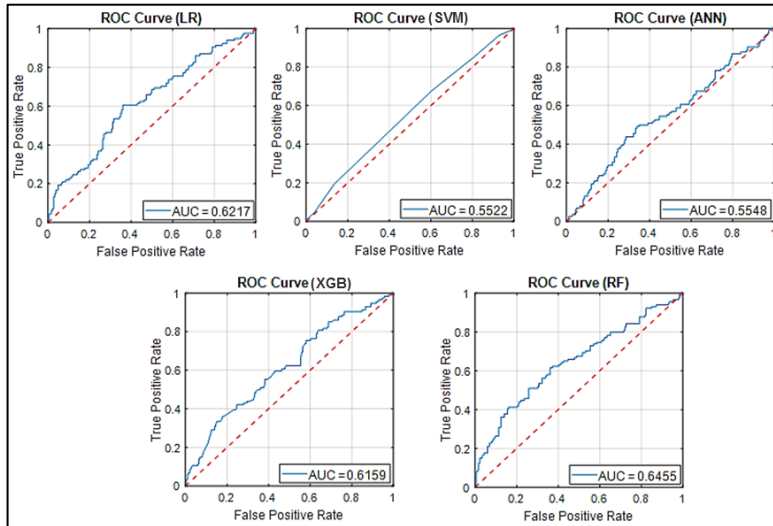 ROC Curve (LR)
1
0.8
0.6
0.4
0.2
0
True Positive Rate
AUC = 0.6217
0 0.2 0.4 0.6 0.8 1
False Positive Rate
ROC Curve (SVM)
1
0.8
0.6
0.4
0.2
0
True Positive Rate
AUC = 0.5522
0 0.2 0.4 0.6 0.8 1
False Positive Rate
ROC Curve (ANN)
1
0.8
0.6
0.4
0.2
0
True Positive Rate
AUC = 0.5548
0 0.2 0.4 0.6 0.8 1
False Positive Rate
ROC Curve (XGB)
1
0.8
0.6
0.4
0.2
0
True Positive Rate
AUC = 0.6159
0 0.2 0.4 0.6 0.8 1
False Positive Rate
ROC Curve (RF)
1
0.8
0.6
0.4
0.2
0
True Positive Rate
AUC = 0.6455
0 0.2 0.4 0.6 0.8 1
False Positive Rate